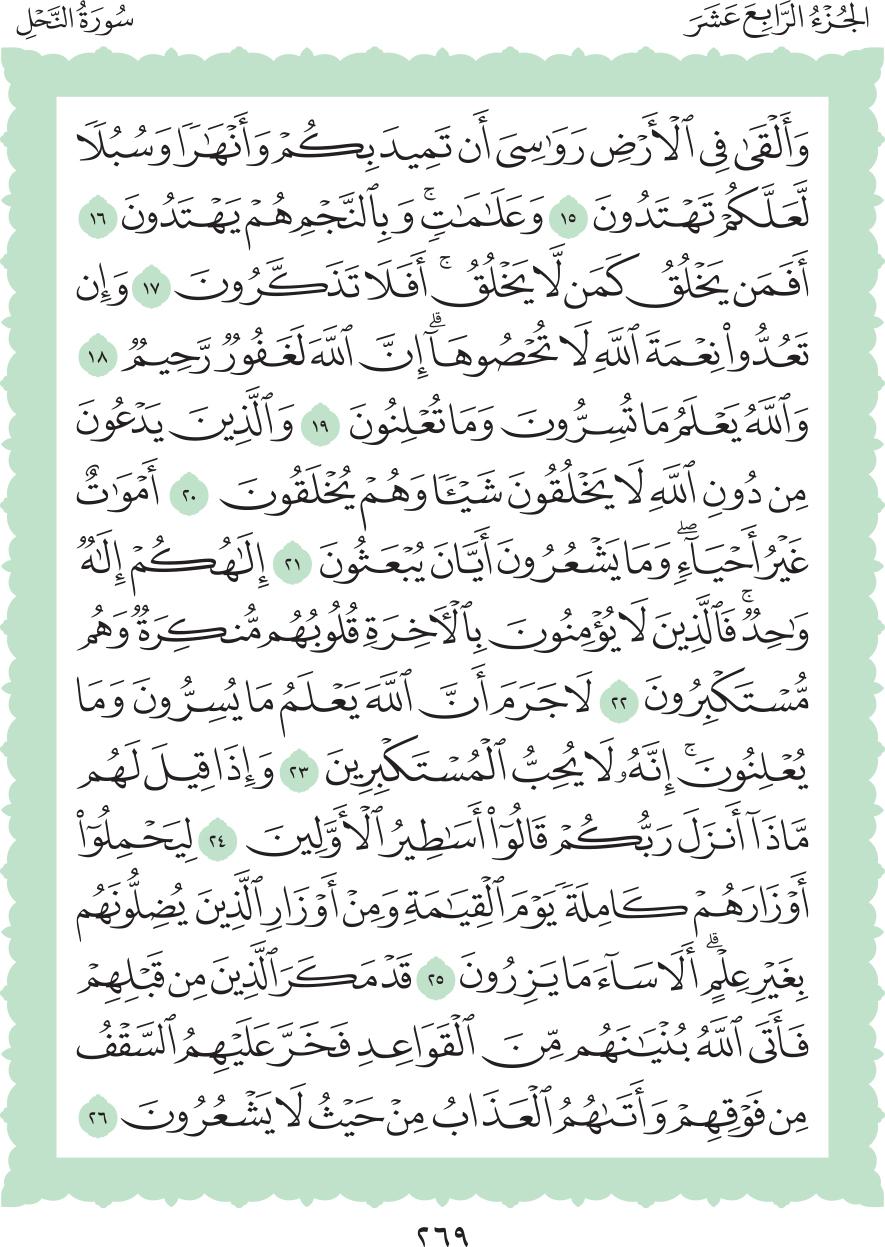 الجُزْءُ الرَّابِعَ عَشَرَ
سُورَةُ النَّحْلِ
وَأَلْقَىٰ فِى ٱلْأَرْضِ رَوَٰسِىَ أَن تَمِيدَ بِكُمْ وَأَنْهَٰرًا وَسُبُلًا
لَّعَلَّكُمْ تَهْتَدُونَ ١٥ وَعَلَٰمَٰتٍۚ وَبِٱلنَّجْمِ هُمْ يَهْتَدُونَ ١٦
أَفَمَن يَخْلُقُ كَمَن لَّا يَخْلُقُۚ أَفَلَا تَذَكَّرُونَ ١٧ وَإِن
تَعُدُّوا۟ نِعْمَةَ ٱللَّهِ لَا تُحْصُوهَآۗ إِنَّ ٱللَّهَ لَغَفُورٌ رَّحِيمٌ ١٨
وَٱللَّهُ يَعْلَمُ مَا تُسِرُّونَ وَمَا تُعْلِنُونَ ١٩ وَٱلَّذِينَ يَدْعُونَ
مِن دُونِ ٱللَّهِ لَا يَخْلُقُونَ شَيْـًٔا وَهُمْ يُخْلَقُونَ ٢٠ أَمْوَٰتٌ
غَيْرُ أَحْيَآءٍۖ وَمَا يَشْعُرُونَ أَيَّانَ يُبْعَثُونَ ٢١ إِلَٰهُكُمْ إِلَٰهٌ
وَٰحِدٌۚ فَٱلَّذِينَ لَا يُؤْمِنُونَ بِٱلْـَٔاخِرَةِ قُلُوبُهُم مُّنكِرَةٌ وَهُم
مُّسْتَكْبِرُونَ ٢٢ لَا جَرَمَ أَنَّ ٱللَّهَ يَعْلَمُ مَا يُسِرُّونَ وَمَا
يُعْلِنُونَۚ إِنَّهُۥ لَا يُحِبُّ ٱلْمُسْتَكْبِرِينَ ٢٣ وَإِذَا قِيلَ لَهُم
مَّاذَآ أَنزَلَ رَبُّكُمْ قَالُوٓا۟ أَسَٰطِيرُ ٱلْأَوَّلِينَ ٢٤ لِيَحْمِلُوٓا۟
أَوْزَارَهُمْ كَامِلَةً يَوْمَ ٱلْقِيَٰمَةِ وَمِنْ أَوْزَارِ ٱلَّذِينَ يُضِلُّونَهُم
بِغَيْرِ عِلْمٍۗ أَلَا سَآءَ مَا يَزِرُونَ ٢٥ قَدْ مَكَرَ ٱلَّذِينَ مِن قَبْلِهِمْ
فَأَتَى ٱللَّهُ بُنْيَٰنَهُم مِّنَ ٱلْقَوَاعِدِ فَخَرَّ عَلَيْهِمُ ٱلسَّقْفُ
مِن فَوْقِهِمْ وَأَتَىٰهُمُ ٱلْعَذَابُ مِنْ حَيْثُ لَا يَشْعُرُونَ ٢٦
٢٦٩